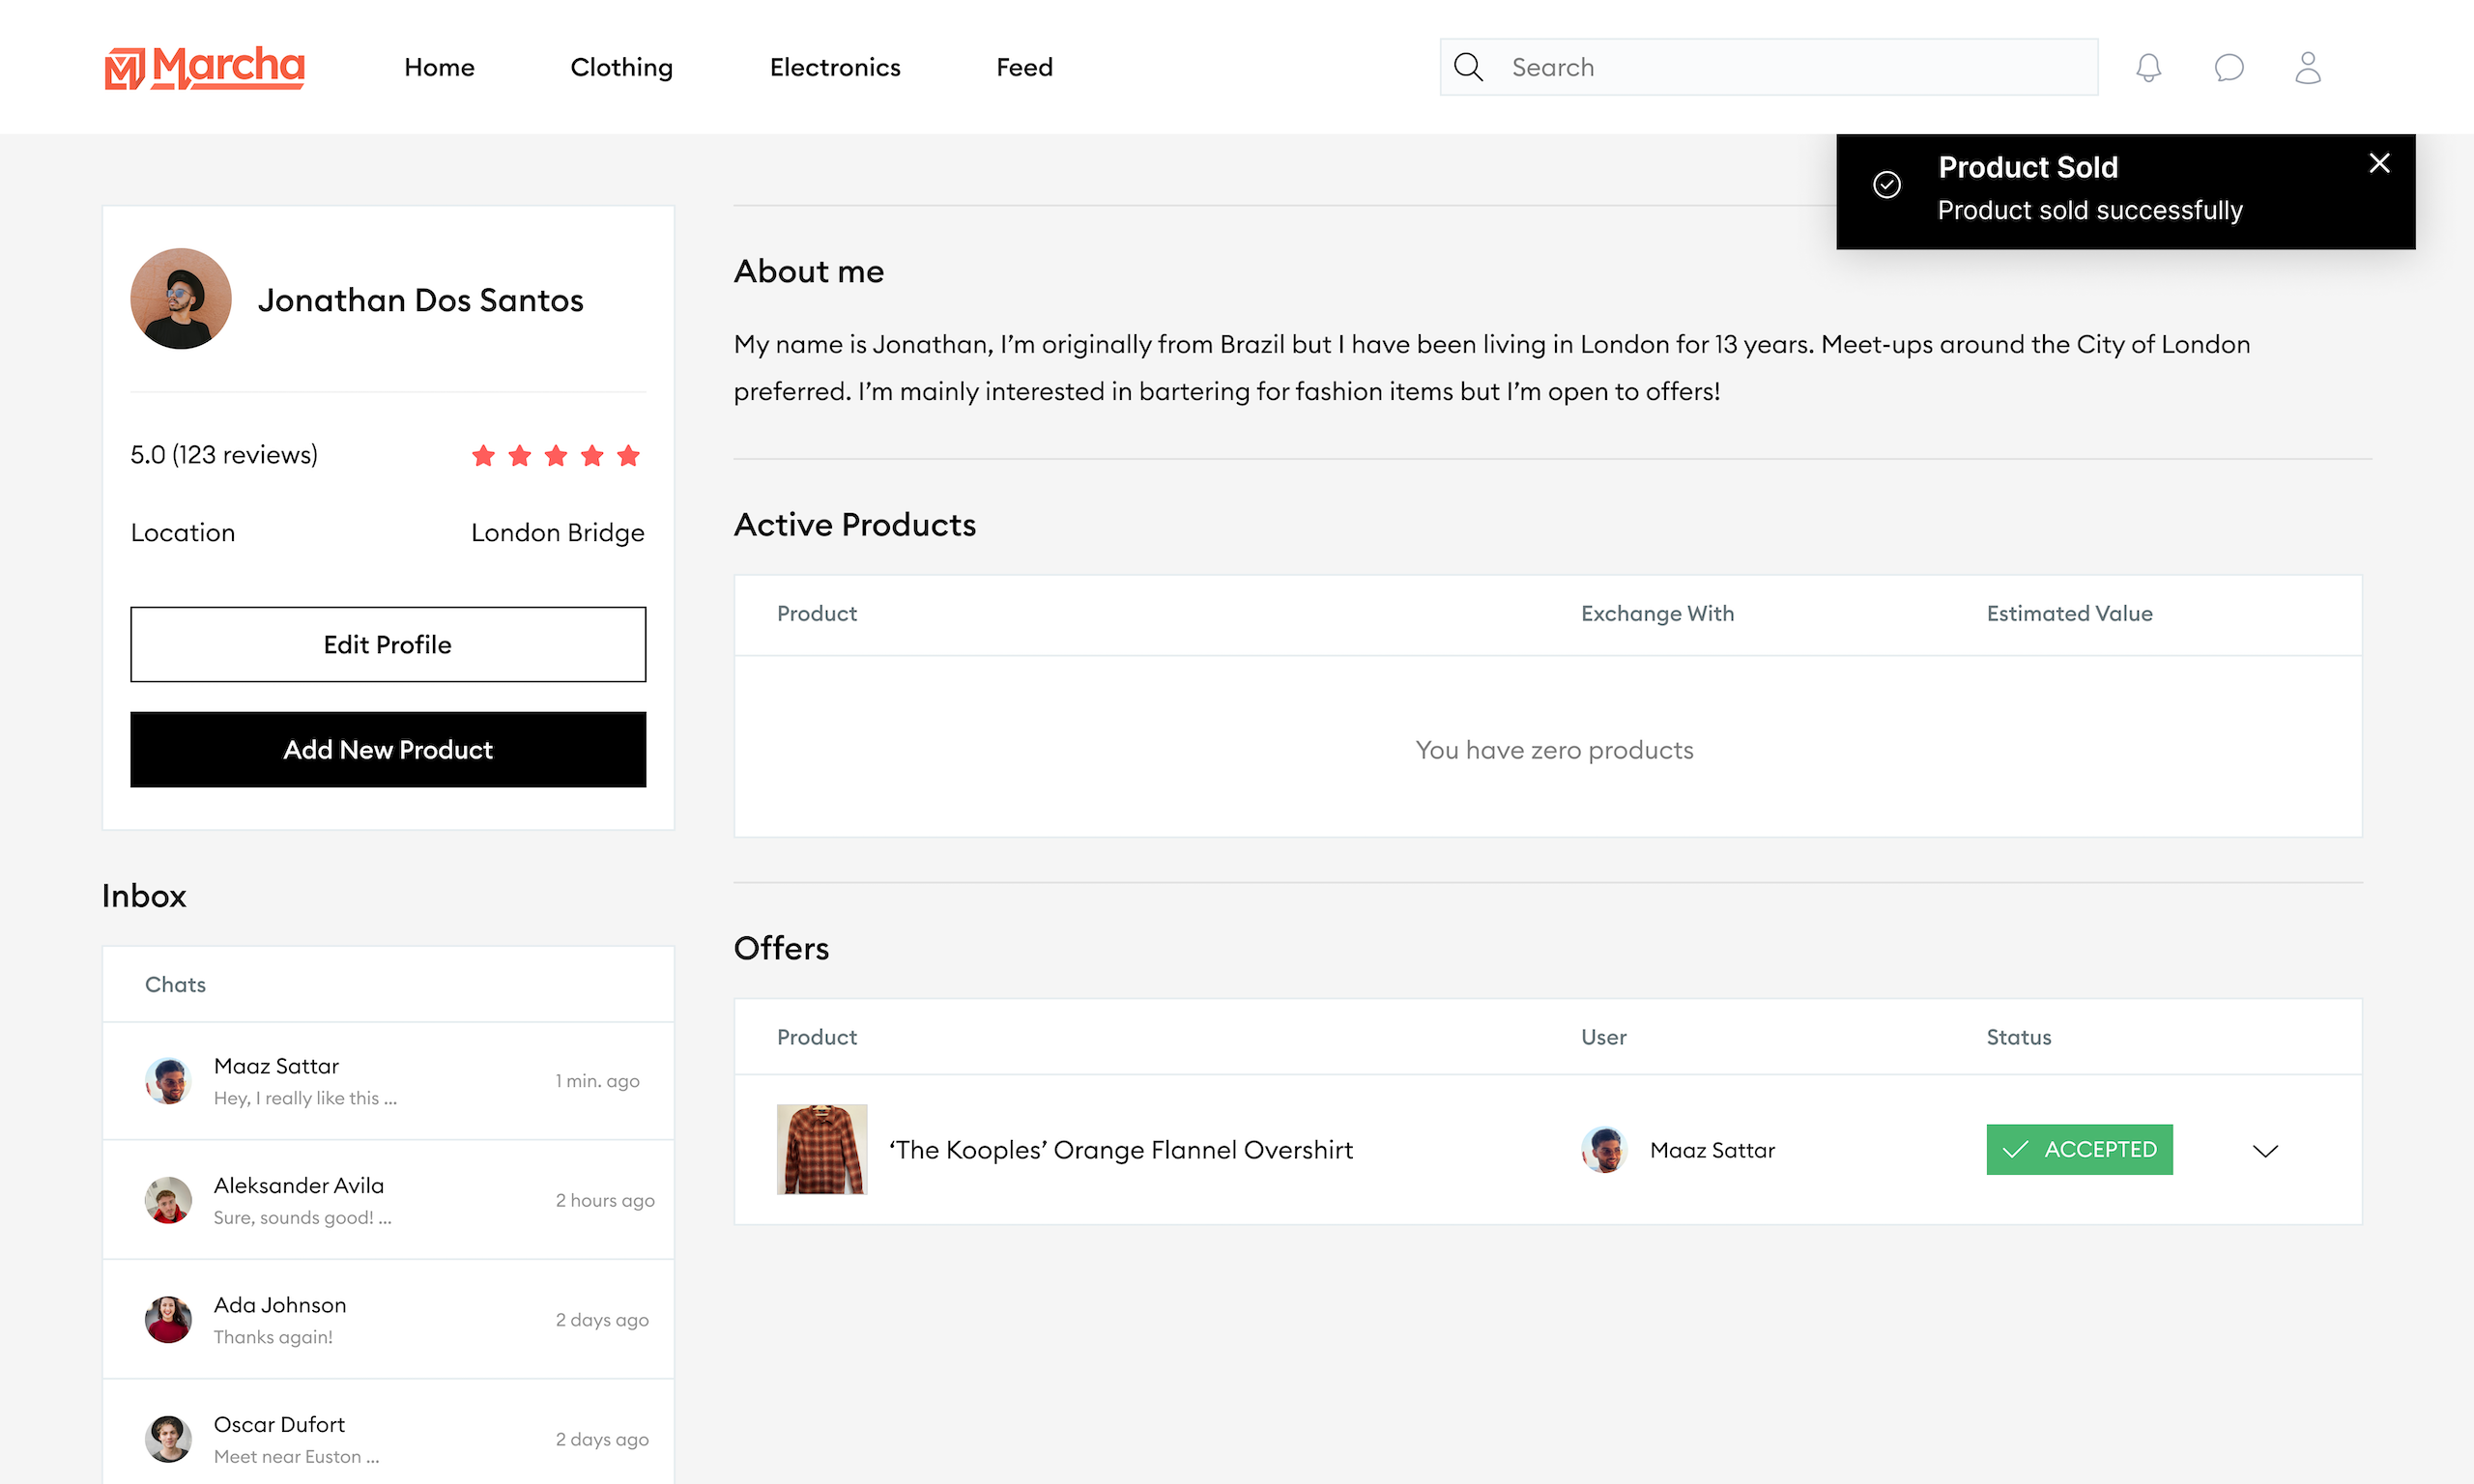 Marcha
Home
Clothing
Electronics
Feed
Search
Product Sold
Product sold successfully
Jonathan Dos Santos
5.0 (123 reviews)
Location
London Bridge
Edit Profile
Add New Product
Inbox
Chats
Maaz Sattar
Hey, I really like this ...
1 min. ago
Aleksander Avila
Sure, sounds good! ...
2 hours ago
Ada Johnson
Thanks again!
2 days ago
Oscar Dufort
Meet near Euston ...
2 days ago
About me
My name is Jonathan, I’m originally from Brazil but I have been living in London for 13 years. Meet-ups around the City of London
preferred. I’m mainly interested in bartering for fashion items but I’m open to offers!
Active Products
Product
Exchange With
Estimated Value
You have zero products
Offers
Product
User
Status
‘The Kooples’ Orange Flannel Overshirt
Maaz Sattar
ACCEPTED